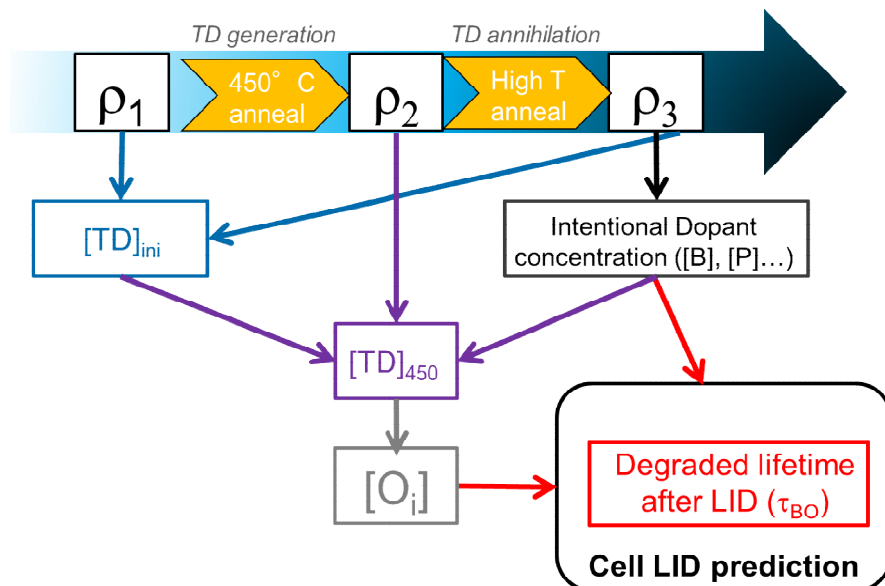 TD generation
TD annihilation
ρ1
450° C
anneal
ρ2
High T
anneal
ρ3
[TD]ini
Intentional Dopant
concentration ([B], [P]…)
[TD]450
[Oi]
Degraded lifetime
after LID (τBO)
Cell LID prediction